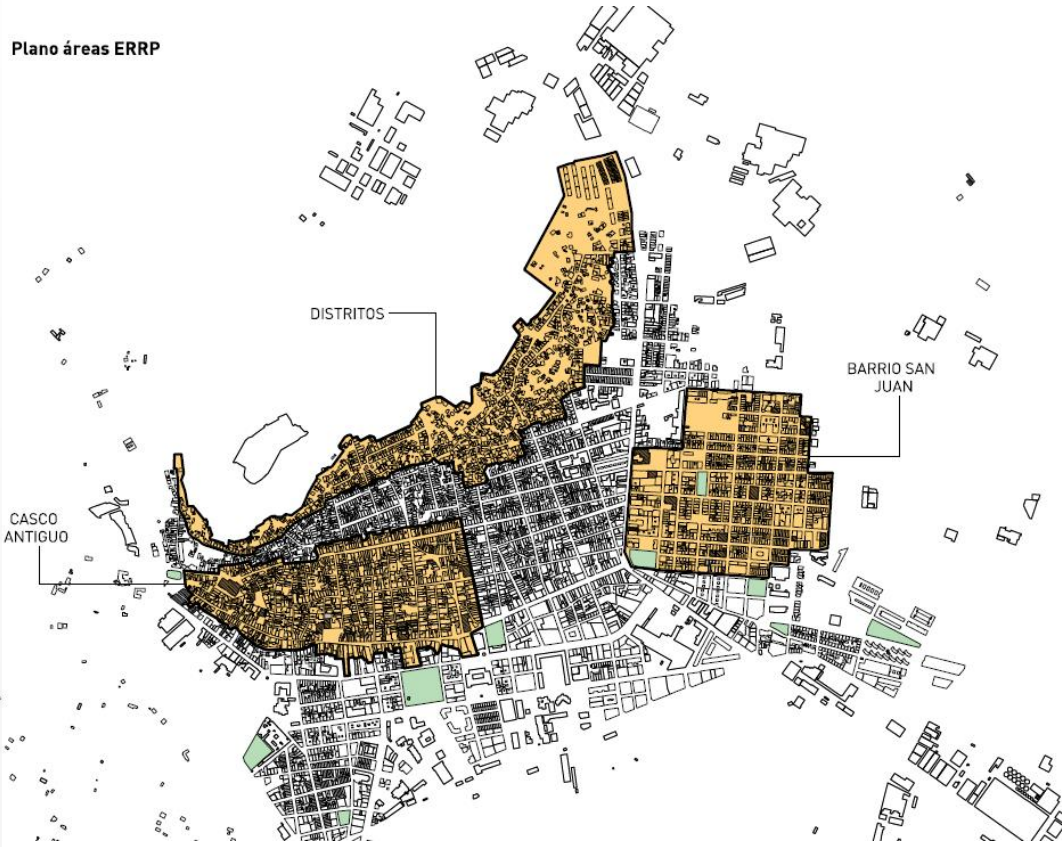 Plano áreas ERRP
DISTRITOS
BARRIO SAN
JUAN
CASCO
ANTIGUO